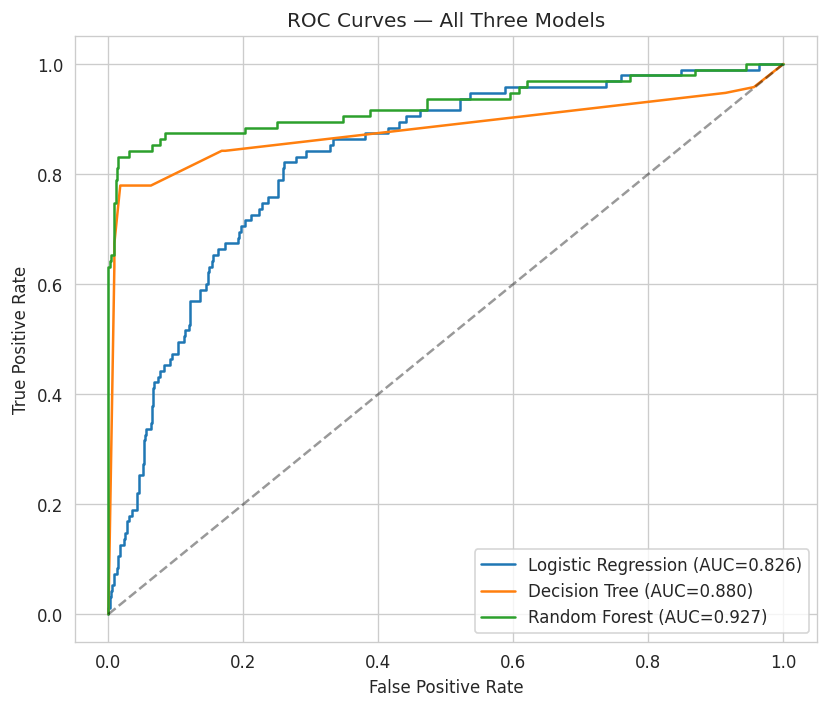 ROC Curves — All Three Models
True Positive Rate
1.0
0.8
0.6
0.4
0.2
0.0
Logistic Regression (AUC=0.826)
Decision Tree (AUC=0.880)
Random Forest (AUC=0.927)
0.0 0.2 0.4 0.6 0.8 1.0
False Positive Rate